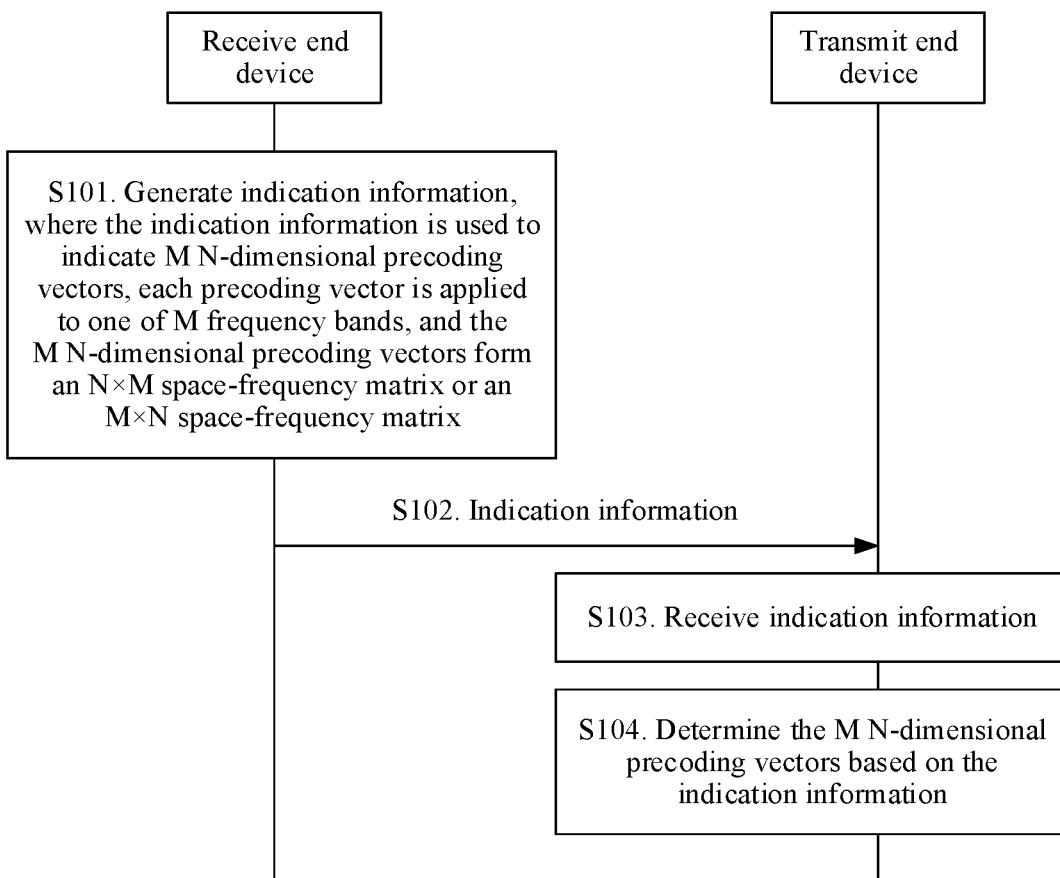 Receive end
device
Transmit end
device
S101. Generate indication information,
where the indication information is used to
indicate M N-dimensional precoding
vectors, each precoding vector is applied
to one of M frequency bands, and the
M N-dimensional precoding vectors form
an N×M space-frequency matrix or an
M×N space-frequency matrix
S102. Indication information
S103. Receive indication information
S104. Determine the M N-dimensional
precoding vectors based on the
indication information